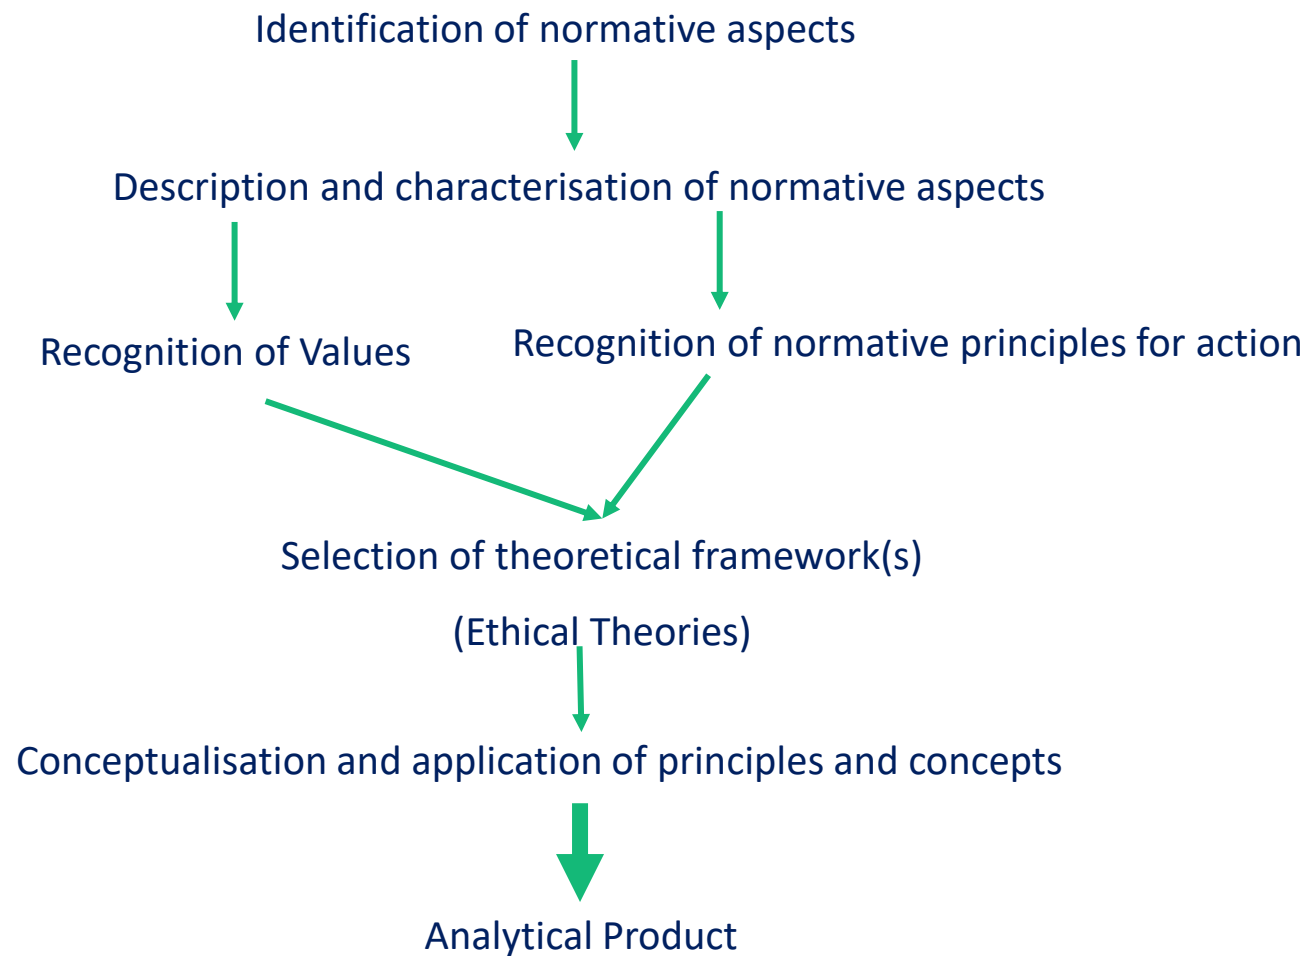 Identification of normative aspects
Description and characterisation of normative aspects
Recognition of Values
Recognition of normative principles for action
Selection of theoretical framework(s)
(Ethical Theories)
Conceptualisation and application of principles and concepts
Analytical Product